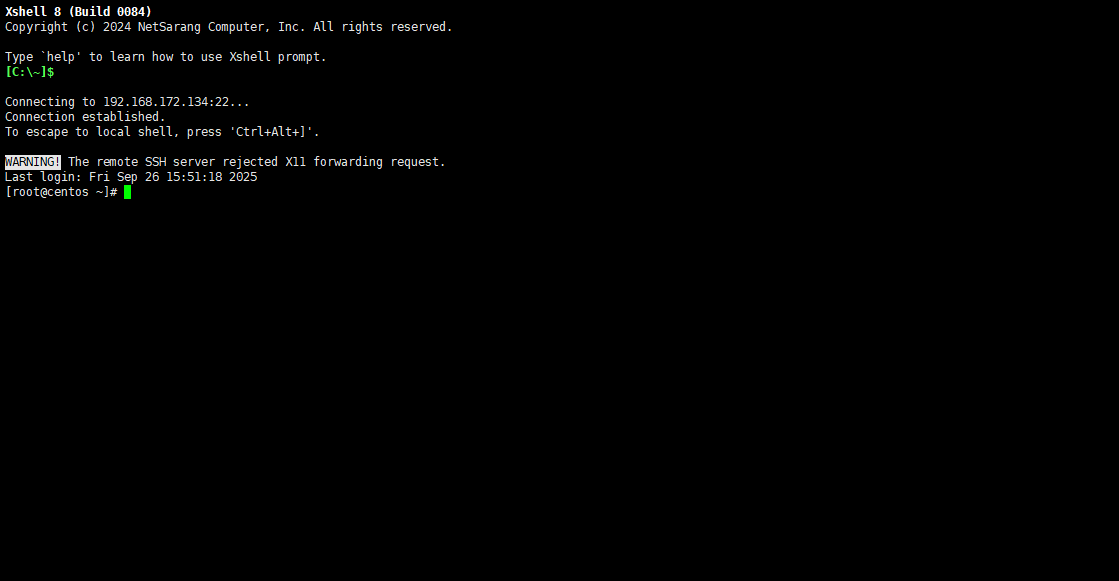 Xshell 8 (Build 0084)
Copyright (c) 2024 NetSarang Computer, Inc. All rights reserved.
Type `help' to learn how to use Xshell prompt.
[C:\~]$
Connecting to 192.168.172.134:22...
Connection established.
To escape to local shell, press 'Ctrl+Alt+]'.
WARNING! The remote SSH server rejected X11 forwarding request.
Last login: Fri Sep 26 15:51:18 2025
[root@centos ~]#